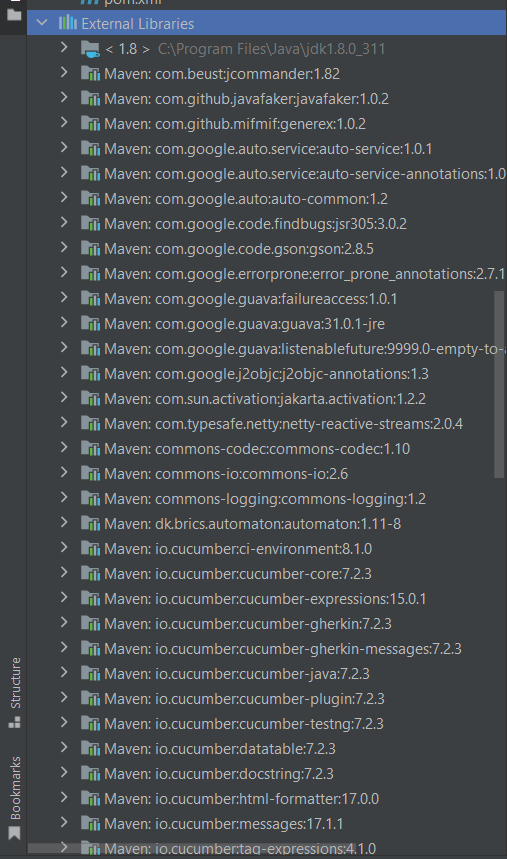 pom.xml
External Libraries
< 1.8 > C:\Program Files\Java\jdk1.8.0_311
Maven: com.beust:jcommander:1.82
Maven: com.github.javafaker:javafaker:1.0.2
Maven: com.github.mifmif:generex:1.0.2
Maven: com.google.auto.service:auto-service:1.0.1
Maven: com.google.auto.service:auto-service-annotations:1.0
Maven: com.google.auto:auto-common:1.2
Maven: com.google.code.findbugs:jsr305:3.0.2
Maven: com.google.code.gson:gson:2.8.5
Maven: com.google.errorprone:error_prone_annotations:2.7.1
Maven: com.google.guava:failureaccess:1.0.1
Maven: com.google.guava:guava:31.0.1-jre
Maven: com.google.guava:listenablefuture:9999.0-empty-to-a
Maven: com.google.j2objc:j2objc-annotations:1.3
Maven: com.sun.activation:jakarta.activation:1.2.2
Maven: com.typesafe.netty:netty-reactive-streams:2.0.4
Maven: commons-codec:commons-codec:1.10
Maven: commons-io:commons-io:2.6
Maven: commons-logging:commons-logging:1.2
Maven: dk.brics.automaton:automaton:1.11-8
Maven: io.cucumber:ci-environment:8.1.0
Maven: io.cucumber:cucumber-core:7.2.3
Maven: io.cucumber:cucumber-expressions:15.0.1
Maven: io.cucumber:cucumber-gherkin:7.2.3
Maven: io.cucumber:cucumber-gherkin-messages:7.2.3
Maven: io.cucumber:cucumber-java:7.2.3
Maven: io.cucumber:cucumber-plugin:7.2.3
Maven: io.cucumber:cucumber-testng:7.2.3
Maven: io.cucumber:datatable:7.2.3
Maven: io.cucumber:docstring:7.2.3
Maven: io.cucumber:html-formatter:17.0.0
Maven: io.cucumber:messages:17.1.1
Maven: io.cucumber:tag-expressions:4.1.0
Structure
Bookmarks